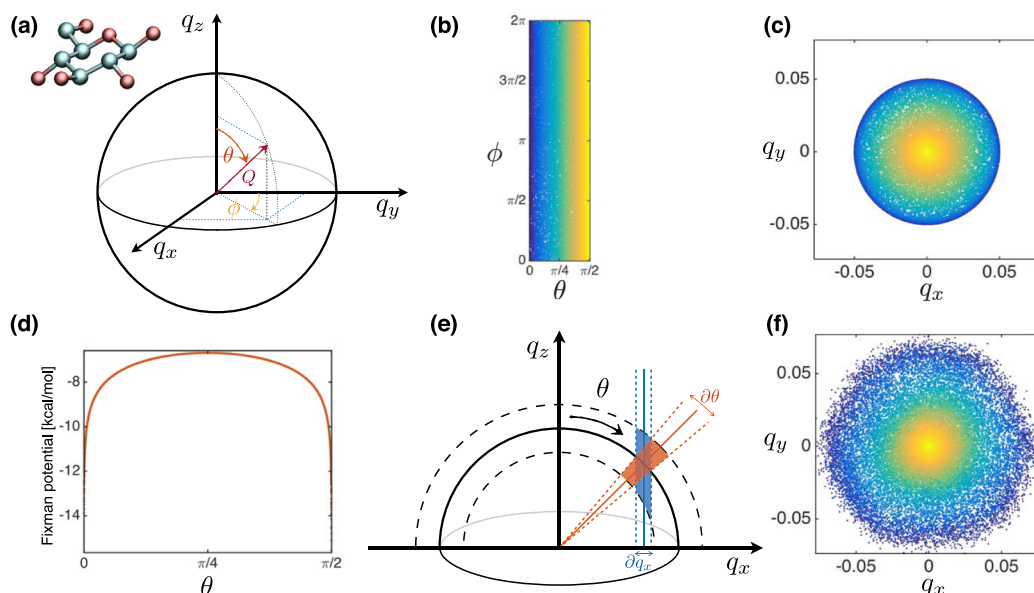 (a)
q_z
θ
Q
ϕ
q_y
q_x
(b)
2π
3π/2
ϕ
π
π/2
0
0
π/4
π/2
θ
(c)
0.05
q_y
0
-0.05
-0.05
0
0.05
q_x
(d)
Fixman potential [kcal/mol]
-8
-10
-12
-14
0
π/4
π/2
θ
(e)
q_z
θ
∂θ
∂q_x
q_x
(f)
0.05
q_y
0
-0.05
-0.05
0
0.05
q_x